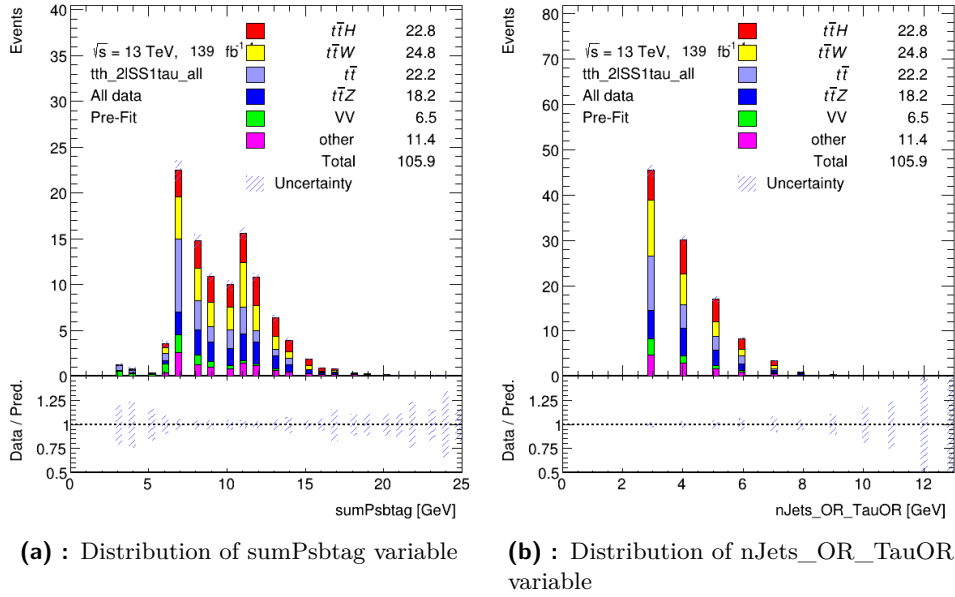 Events
40
35
30
25
20
15
10
5
0
√s = 13 TeV, 139 fb⁻¹
tth_2lSS1tau_all
All data
Pre-Fit
tt̄H 22.8
tt̄W 24.8
tt̄ 22.2
tt̄Z 18.2
VV 6.5
other 11.4
Total 105.9
Uncertainty
Data / Pred.
1.25
1
0.75
0.5
0 5 10 15 20 25
sumPsbtag [GeV]
(a) : Distribution of sumPsbtag variable
Events
80
70
60
50
40
30
20
10
0
√s = 13 TeV, 139 fb⁻¹
tth_2lSS1tau_all
All data
Pre-Fit
tt̄H 22.8
tt̄W 24.8
tt̄ 22.2
tt̄Z 18.2
VV 6.5
other 11.4
Total 105.9
Uncertainty
Data / Pred.
1.25
1
0.75
0.5
0 2 4 6 8 10 12
nJets_OR_TauOR [GeV]
(b) : Distribution of nJets_OR_TauOR
variable